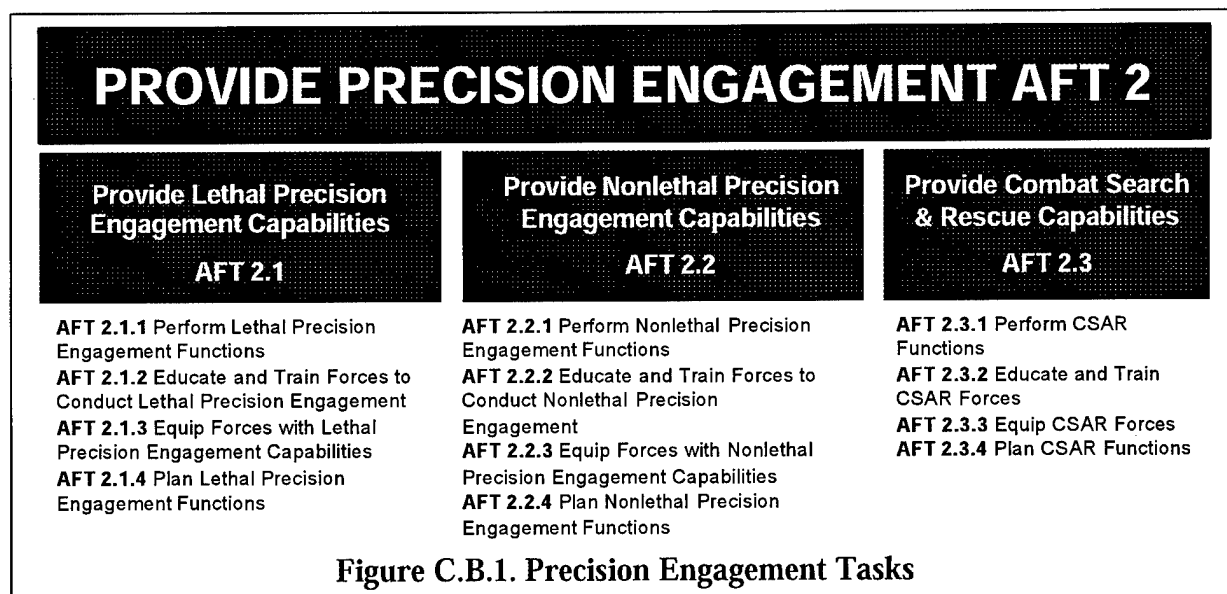 PROVIDE PRECISION ENGAGEMENT AFT 2
Provide Lethal Precision
Engagement Capabilities
AFT 2.1
AFT 2.1.1 Perform Lethal Precision
Engagement Functions
AFT 2.1.2 Educate and Train Forces to
Conduct Lethal Precision Engagement
AFT 2.1.3 Equip Forces with Lethal
Precision Engagement Capabilities
AFT 2.1.4 Plan Lethal Precision
Engagement Functions
Provide Nonlethal Precision
Engagement Capabilities
AFT 2.2
AFT 2.2.1 Perform Nonlethal Precision
Engagement Functions
AFT 2.2.2 Educate and Train Forces to
Conduct Nonlethal Precision
Engagement
AFT 2.2.3 Equip Forces with Nonlethal
Precision Engagement Capabilities
AFT 2.2.4 Plan Nonlethal Precision
Engagement Functions
Provide Combat Search
& Rescue Capabilities
AFT 2.3
AFT 2.3.1 Perform CSAR
Functions
AFT 2.3.2 Educate and Train
CSAR Forces
AFT 2.3.3 Equip CSAR Forces
AFT 2.3.4 Plan CSAR Functions
Figure C.B.1. Precision Engagement Tasks